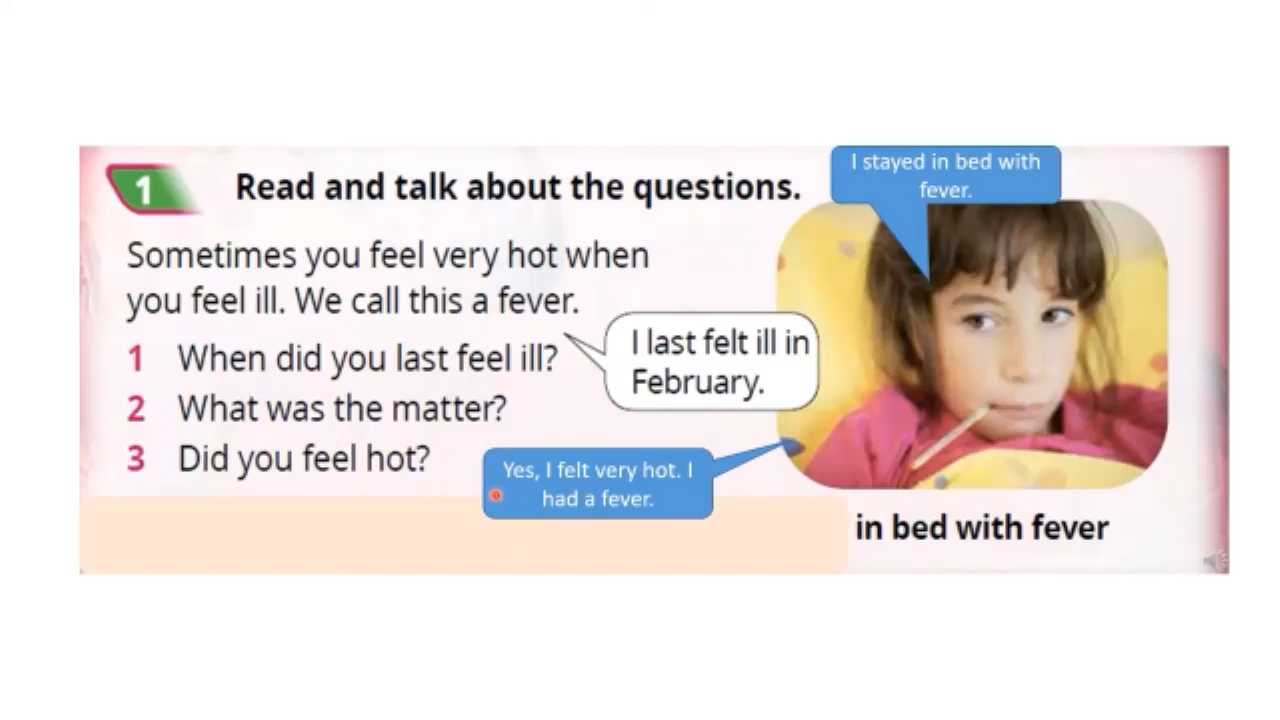 1 Read and talk about the questions.
Sometimes you feel very hot when
you feel ill. We call this a fever.
1 When did you last feel ill?
2 What was the matter?
3 Did you feel hot?
I last felt ill in
February.
I stayed in bed with
fever.
Yes, I felt very hot. I
had a fever.
in bed with fever